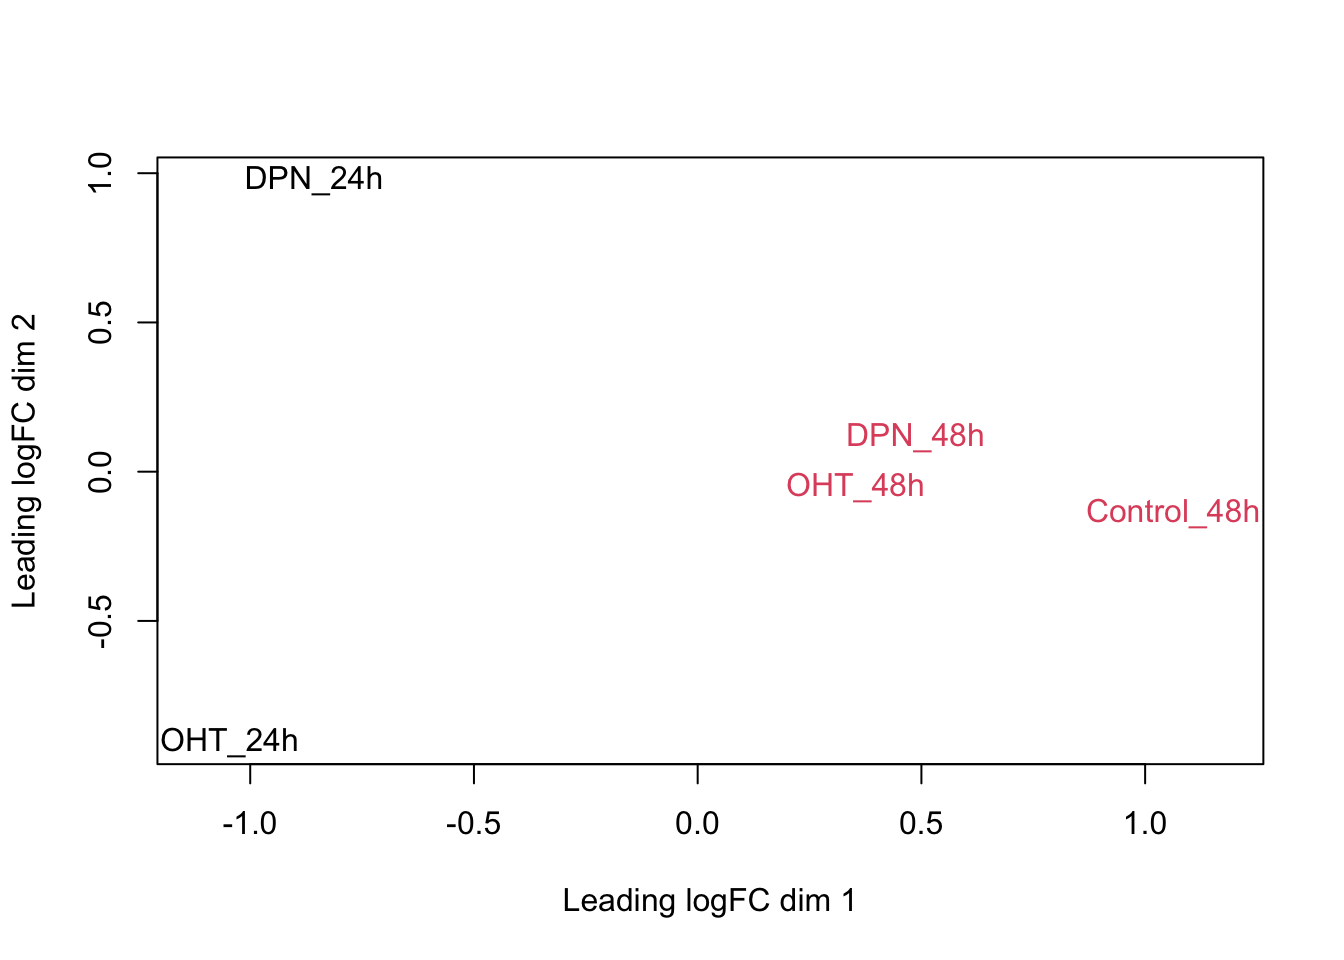 DPN_24h
DPN_48h
OHT_48h
Control_48h
OHT_24h
1.0
0.5
0.0
-0.5
Leading logFC dim 2
-1.0 -0.5 0.0 0.5 1.0
Leading logFC dim 1